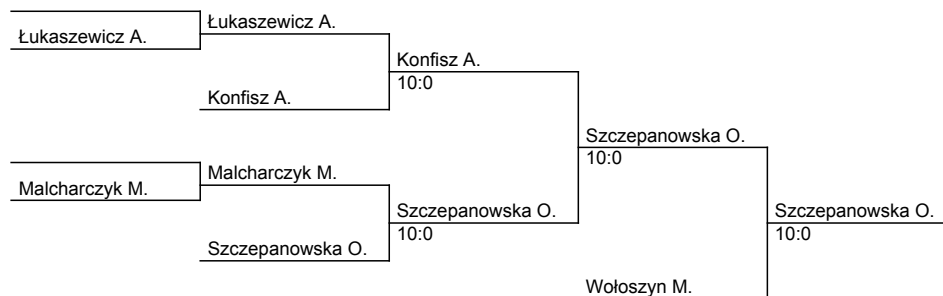 Łukaszewicz A.
Łukaszewicz A.
Konfisz A.
10:0
Konfisz A.
Szczepanowska O.
10:0
Malcharczyk M.
Malcharczyk M.
Szczepanowska O.
10:0
Szczepanowska O.
10:0
Szczepanowska O.
Wołoszyn M.